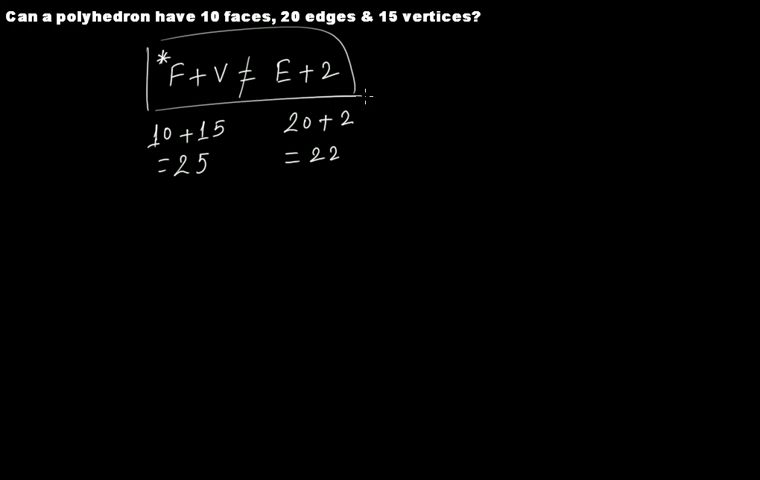 Can a polyhedron have 10 faces, 20 edges & 15 vertices?
*F+V ≠ E+2
10+15 20+2
=25 =22